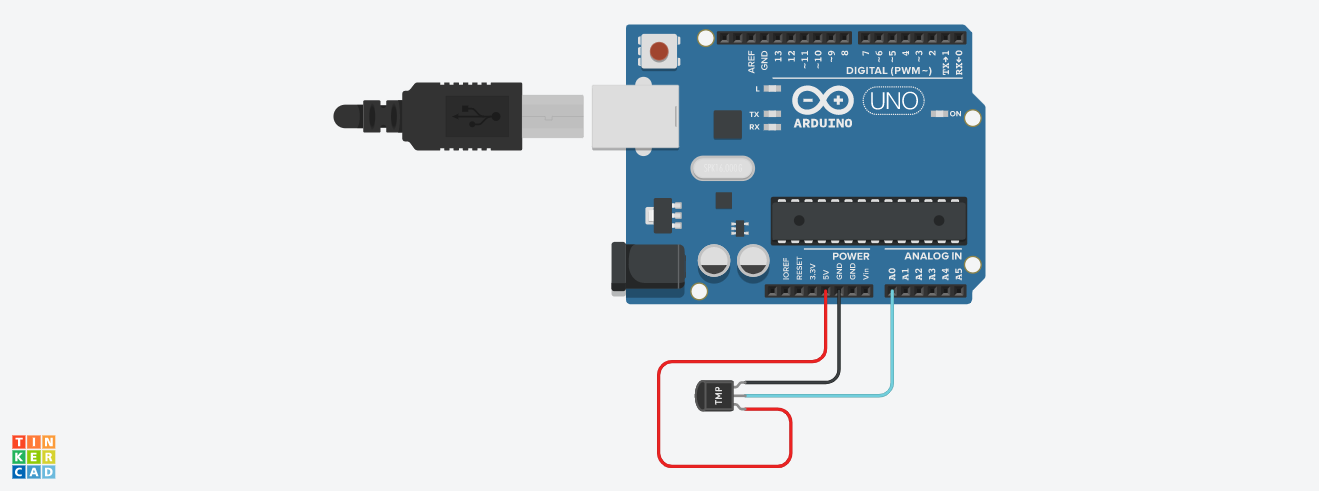 AREF
GND
13
12
~11
~10
~9
8
7
~6
~5
4
~3
2
TX→1
RX←0
DIGITAL (PWM~)
L
TX
RX
ARDUINO
UNO
ON
POWER
ANALOG IN
IOREF
RESET
3.3V
5V
GND
GND
Vin
A0
A1
A2
A3
A4
A5
TMP
TIN
KER
CAD